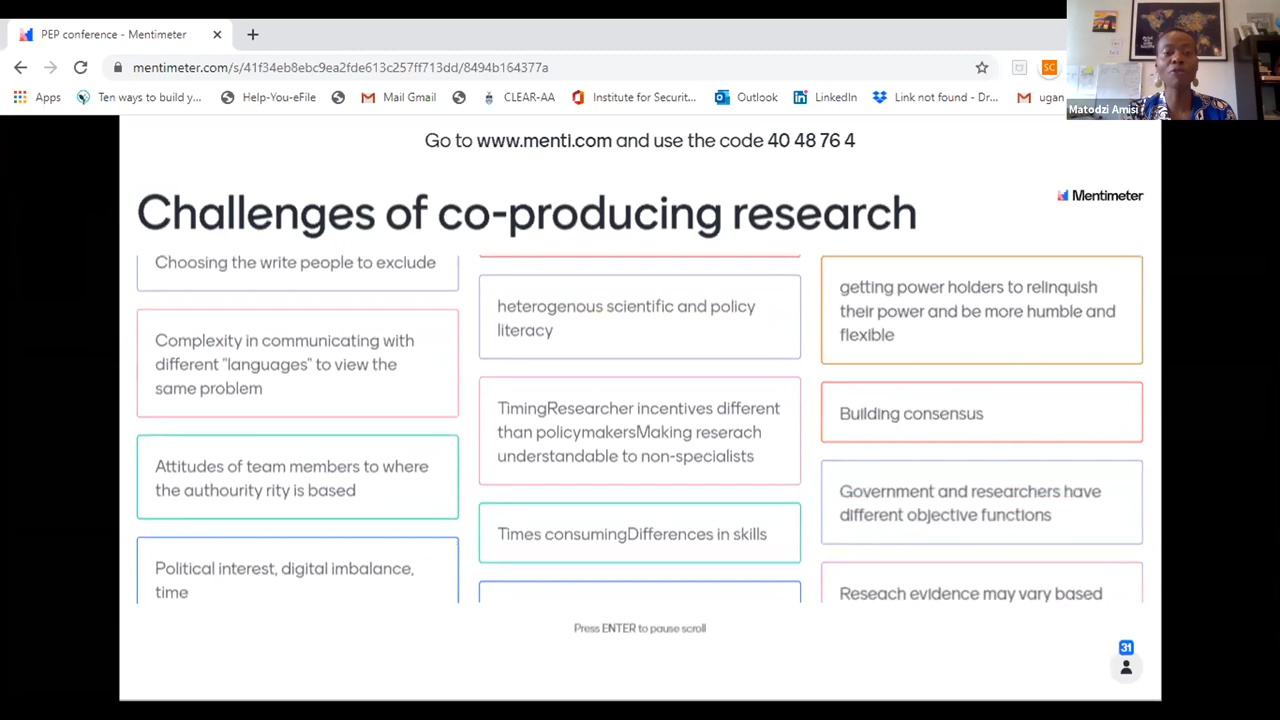 PEP conference - Mentimeter
mentimeter.com/s/41f34eb8ebc9ea2fde613c257ff713dd/8494b164377a
SC
Apps
Ten ways to build y...
Help-You-eFile
Mail Gmail
CLEAR-AA
Institute for Securit...
Outlook
LinkedIn
Link not found - Dr...
ugan
Matodzi Amisi
Go to www.menti.com and use the code 40 48 76 4
Mentimeter
Challenges of co-producing research
Choosing the write people to exclude
Complexity in communicating with
different "languages" to view the
same problem
Attitudes of team members to where
the authourity rity is based
Political interest, digital imbalance,
time
heterogenous scientific and policy
literacy
TimingResearcher incentives different
than policymakersMaking reserach
understandable to non-specialists
Times consumingDifferences in skills
getting power holders to relinquish
their power and be more humble and
flexible
Building consensus
Government and researchers have
different objective functions
Reseach evidence may vary based
Press ENTER to pause scroll
31